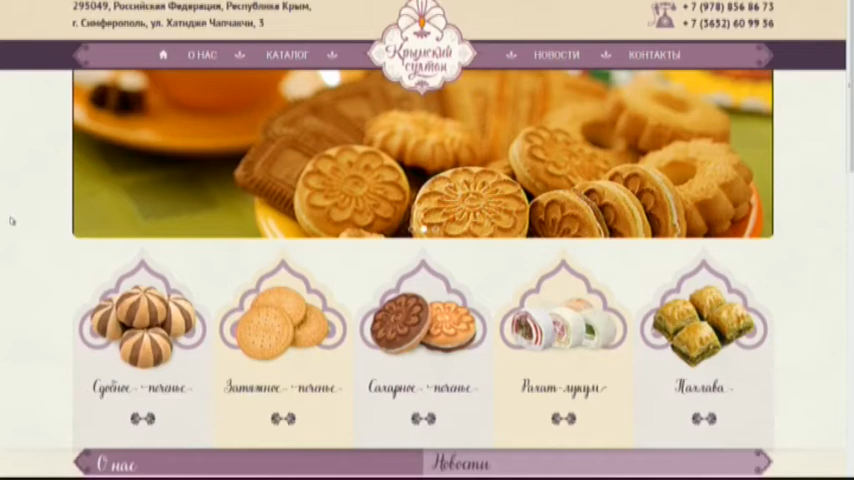 295049, Российская Федерация, Республика Крым,
г. Симферополь, ул. Хатидже Чапчакчи, 3
+ 7 (978) 856 86 73
+ 7 (3652) 60 99 56
О НАС
КАТАЛОГ
Крымский
султан
НОВОСТИ
КОНТАКТЫ
Сдобное печенье
Затяжное печенье
Сахарное печенье
Рахат-лукум
Пахлава
О нас
Новости